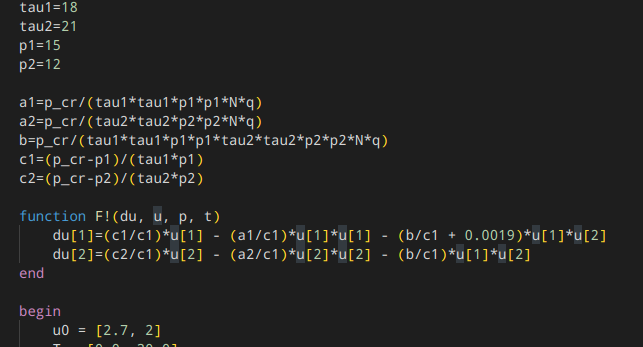 tau1=18
tau2=21
p1=15
p2=12
a1=p_cr/(tau1*tau1*p1*p1*N*q)
a2=p_cr/(tau2*tau2*p2*p2*N*q)
b=p_cr/(tau1*tau1*p1*p1*tau2*tau2*p2*p2*N*q)
c1=(p_cr-p1)/(tau1*p1)
c2=(p_cr-p2)/(tau2*p2)
function F!(du, u, p, t)
du[1]=(c1/c1)*u[1] - (a1/c1)*u[1]*u[1] - (b/c1 + 0.0019)*u[1]*u[2]
du[2]=(c2/c1)*u[2] - (a2/c1)*u[2]*u[2] - (b/c1)*u[1]*u[2]
end
begin
u0 = [2.7, 2]